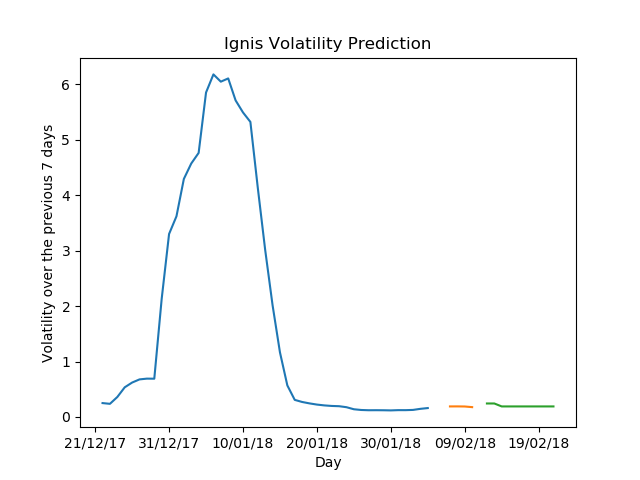 Ignis Volatility Prediction
Volatility over the previous 7 days
6
5
4
3
2
1
0
21/12/17 31/12/17 10/01/18 20/01/18 30/01/18 09/02/18 19/02/18
Day